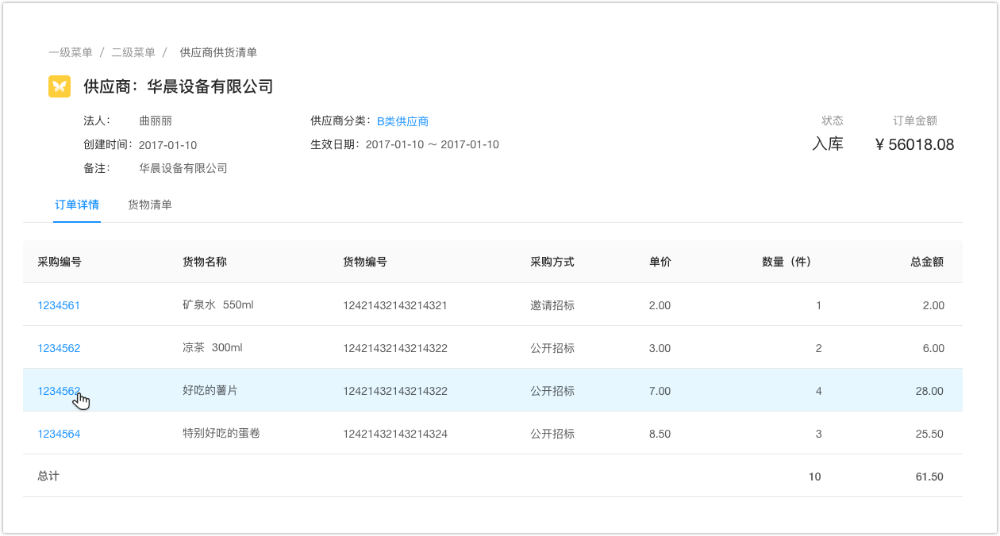 一级菜单 / 二级菜单 / 供应商供货清单
供应商：华晨设备有限公司
法人： 曲丽丽 供应商分类：B类供应商 状态 订单金额
创建时间：2017-01-10 生效日期：2017-01-10 ～ 2017-01-10 入库 ¥ 56018.08
备注： 华晨设备有限公司
订单详情 货物清单
采购编号 货物名称 货物编号 采购方式 单价 数量（件） 总金额
1234561 矿泉水 550ml 12421432143214321 邀请招标 2.00 1 2.00
1234562 凉茶 300ml 12421432143214322 公开招标 3.00 2 6.00
1234562 好吃的薯片 12421432143214322 公开招标 7.00 4 28.00
1234564 特别好吃的蛋卷 12421432143214324 公开招标 8.50 3 25.50
总计 10 61.50